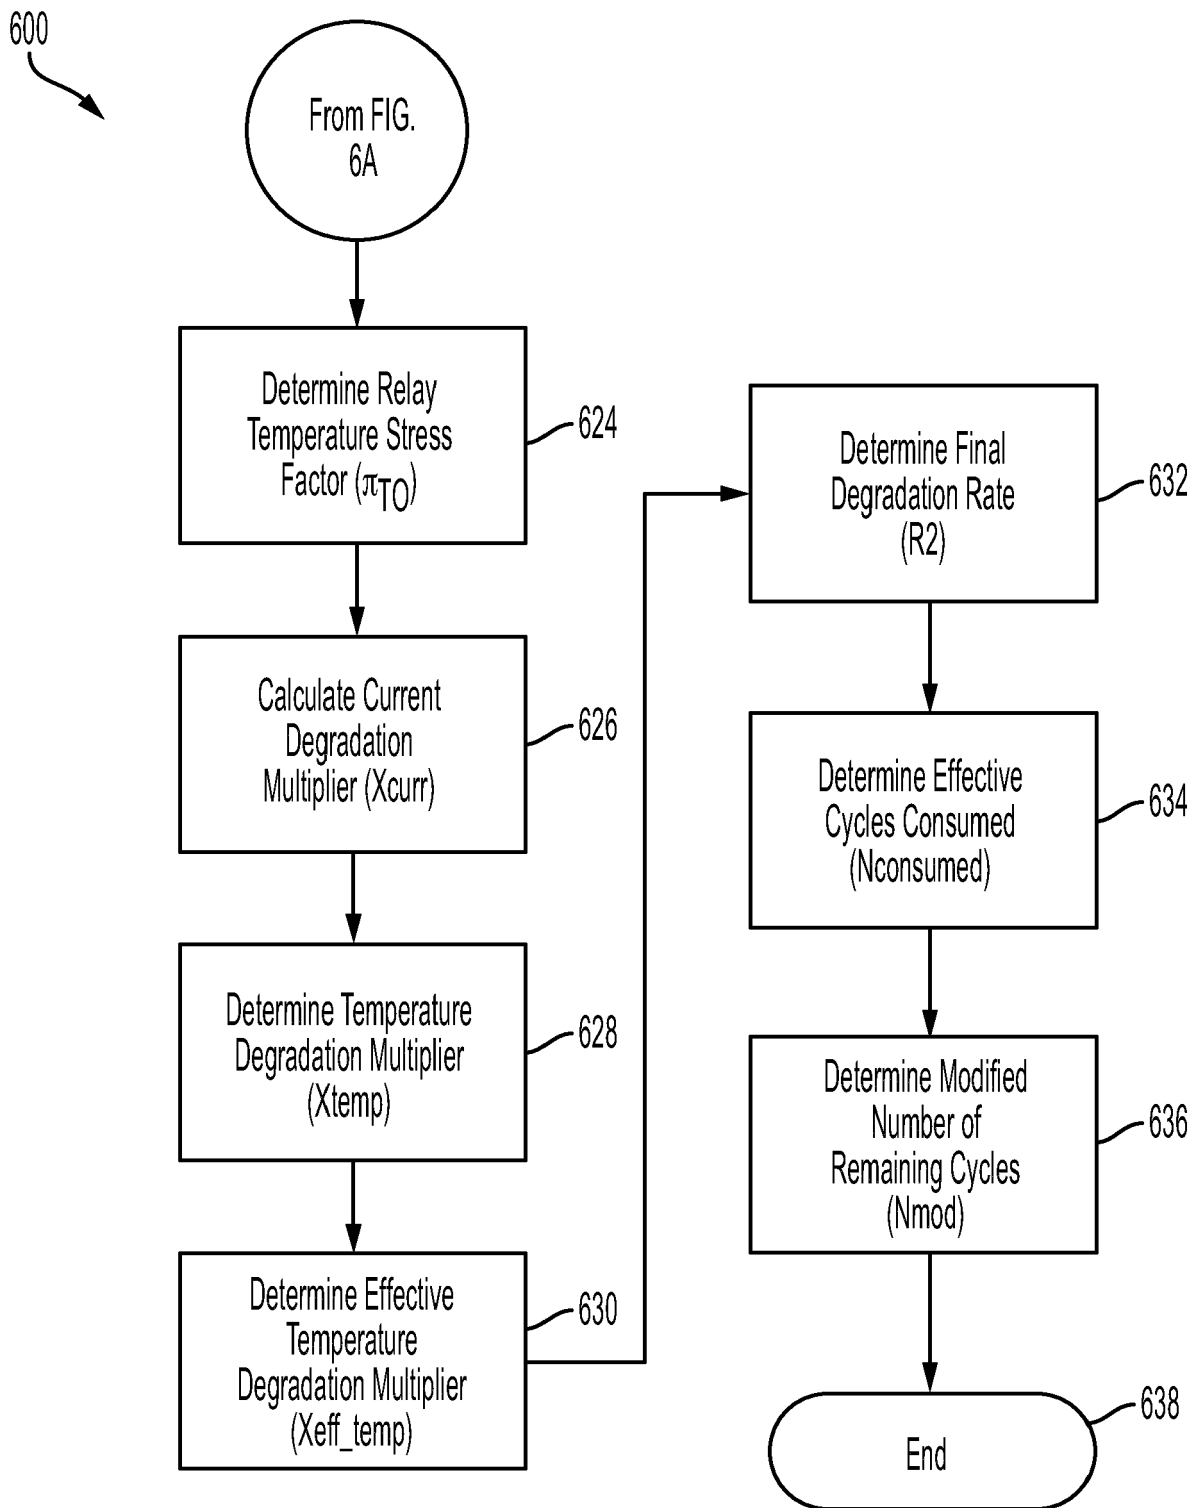 600
From FIG.
6A
Determine Relay
Temperature Stress
Factor (πTO)
624
Calculate Current
Degradation
Multiplier (Xcurr)
626
Determine Temperature
Degradation Multiplier
(Xtemp)
628
Determine Effective
Temperature
Degradation Multiplier
(Xeff_temp)
630
Determine Final
Degradation Rate
(R2)
632
Determine Effective
Cycles Consumed
(Nconsumed)
634
Determine Modified
Number of
Remaining Cycles
(Nmod)
636
End
638